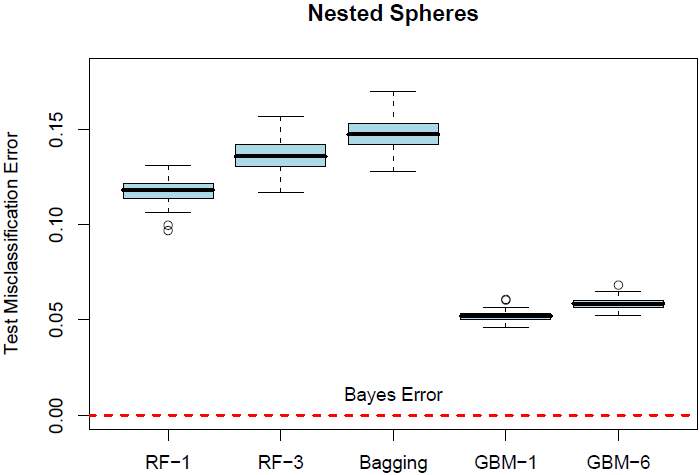 Nested Spheres
Test Misclassification Error
0.15
0.10
0.05
0.00
Bayes Error
RF−1 RF−3 Bagging GBM−1 GBM−6